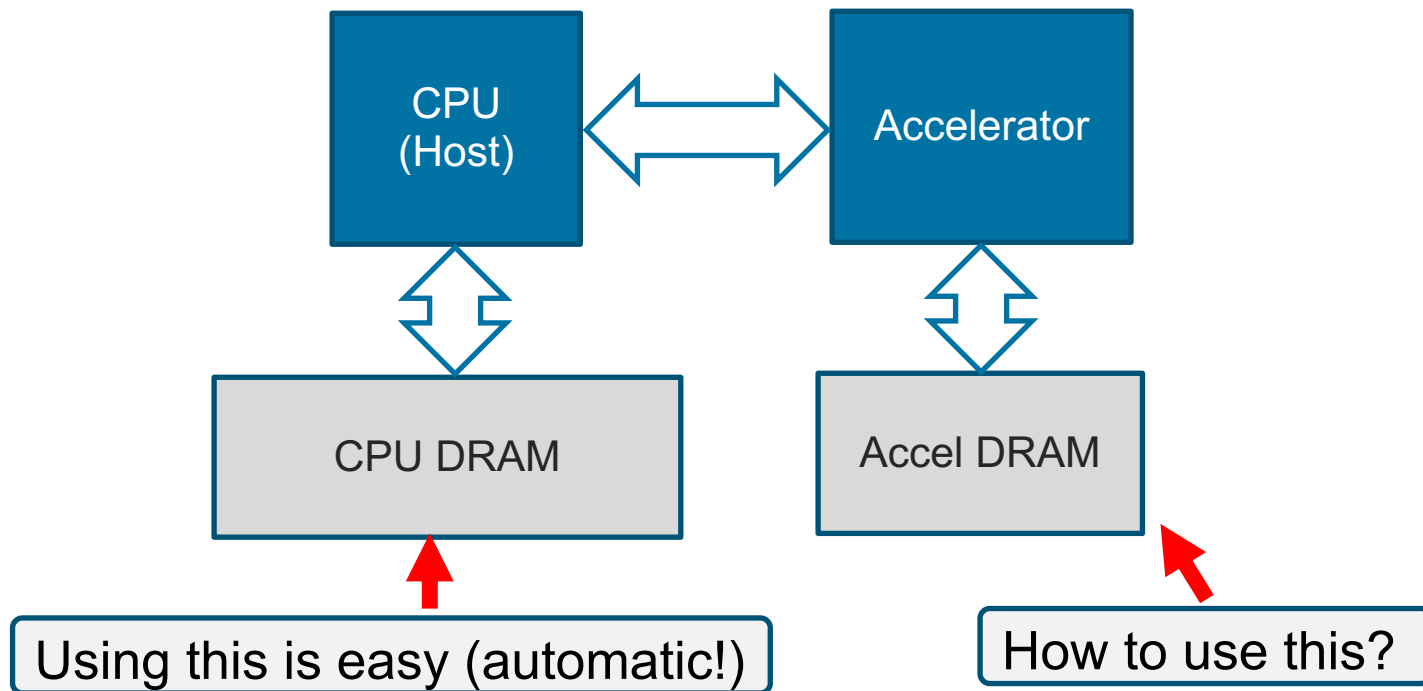 CPU
(Host)
Accelerator
CPU DRAM
Accel DRAM
Using this is easy (automatic!)
How to use this?